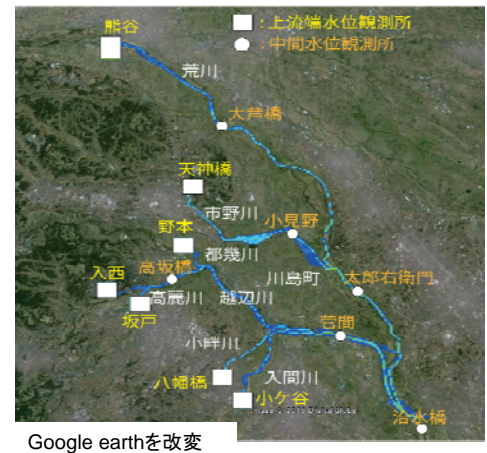 熊谷
□：上流端水位観測所
○：中間水位観測所
荒川
大芦橋
天神橋
市野川
小見野
野本
都幾川
高坂橋
川島町
太郎右衛門
入西
高麗川
越辺川
坂戸
菅間
小畔川
入間川
八幡橋
小ケ谷
治水橋
Google earthを改変